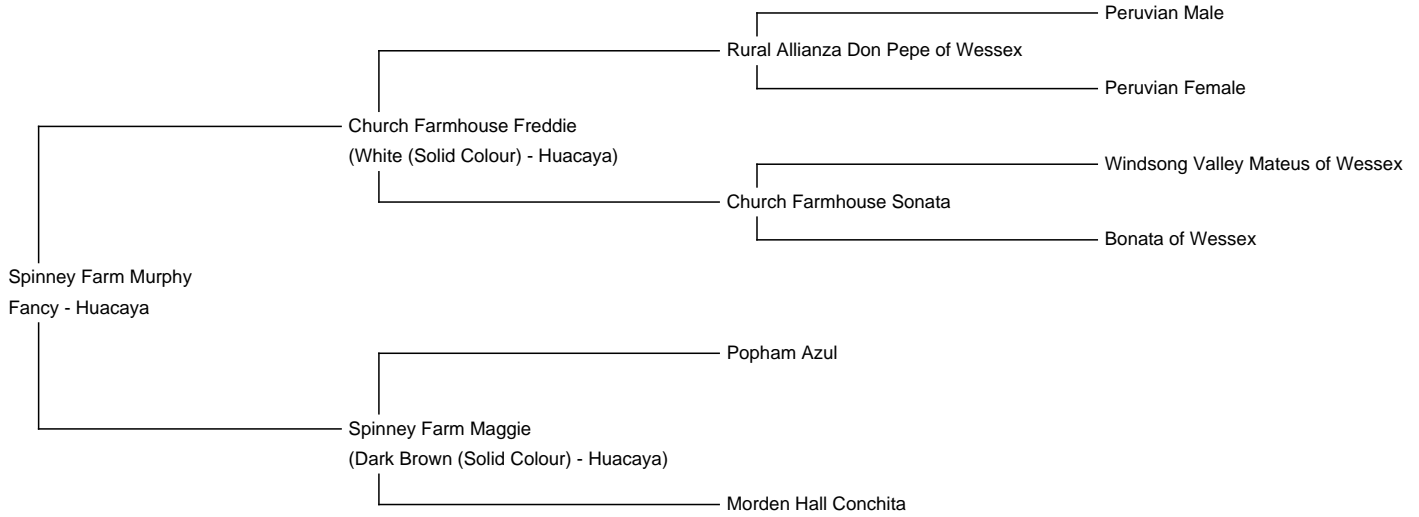 Peruvian Male
Rural Allianza Don Pepe of Wessex
Peruvian Female
Church Farmhouse Freddie
(White (Solid Colour) - Huacaya)
Windsong Valley Mateus of Wessex
Church Farmhouse Sonata
Bonata of Wessex
Spinney Farm Murphy
Fancy - Huacaya
Popham Azul
Spinney Farm Maggie
(Dark Brown (Solid Colour) - Huacaya)
Morden Hall Conchita